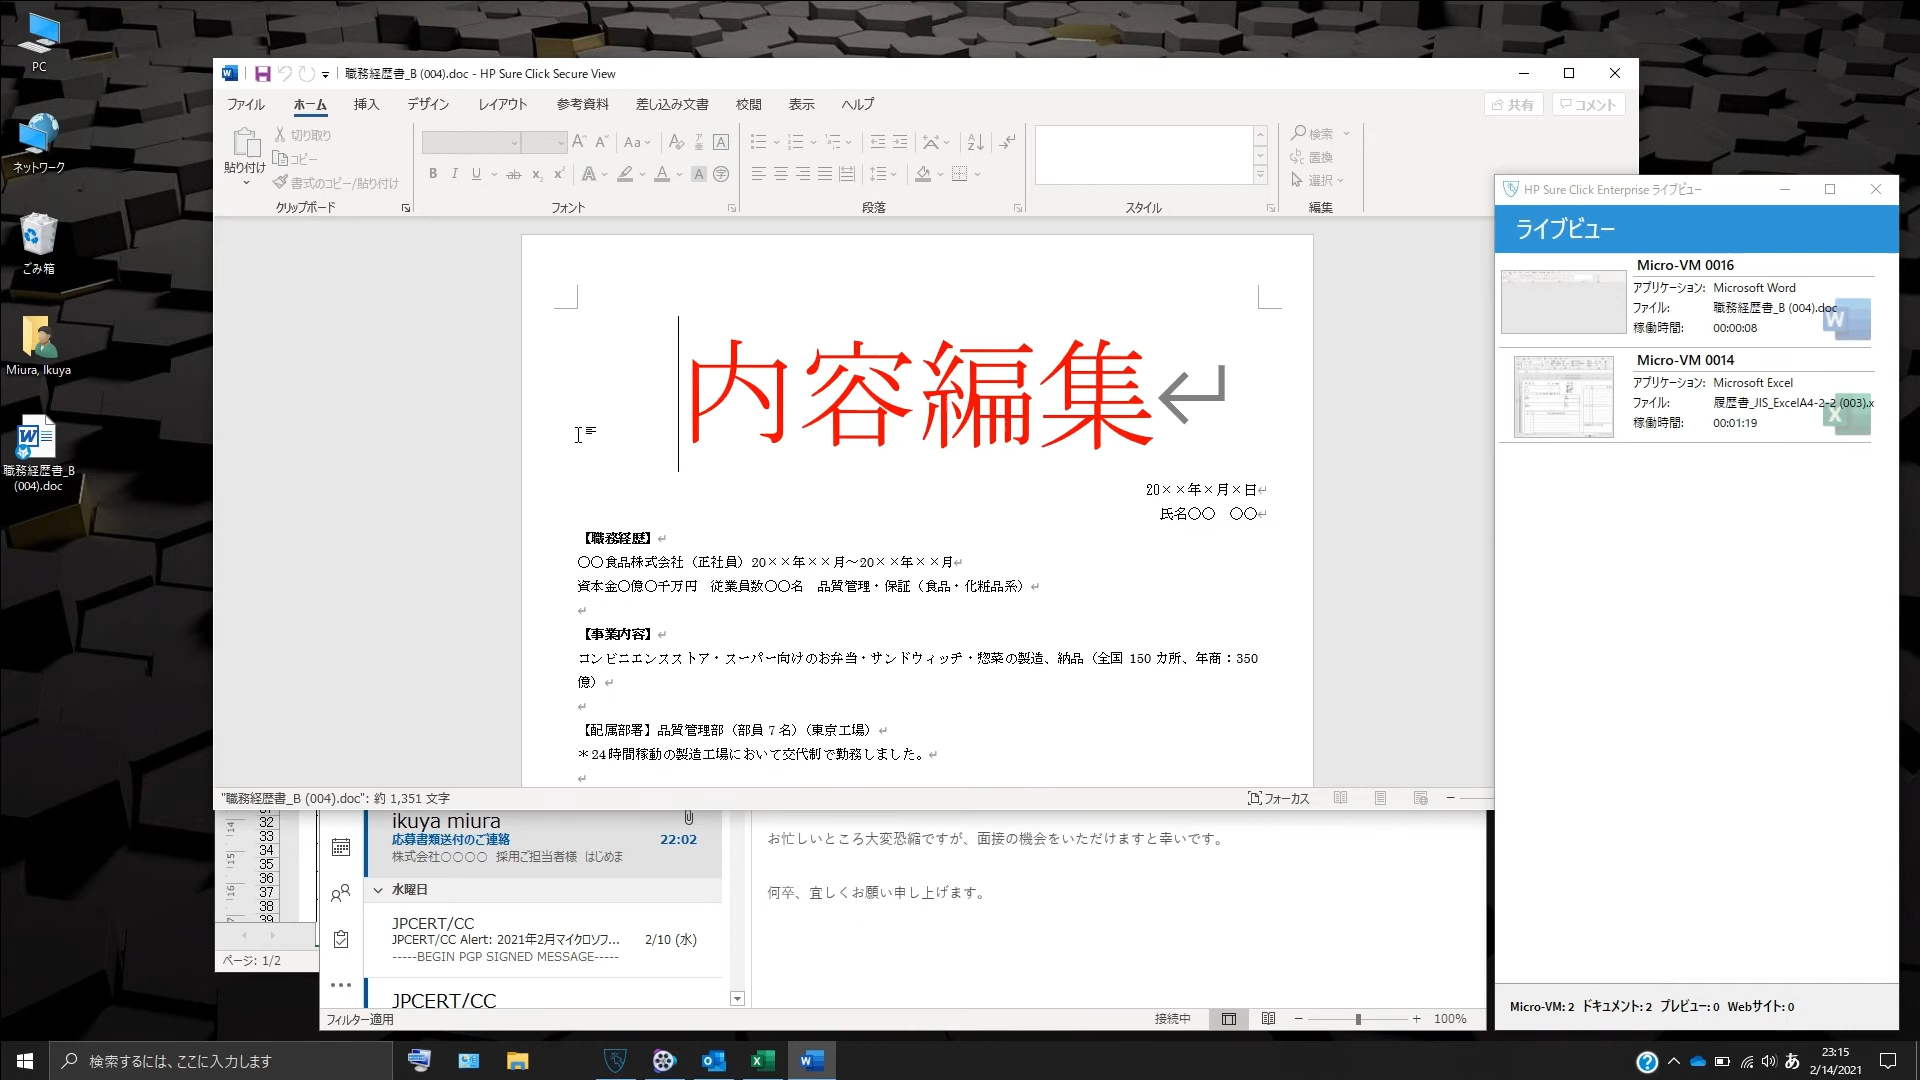 PC
ネットワーク
ごみ箱
Miura, Ikuya
職務経歴書_B
(004).doc
職務経歴書_B (004).doc - HP Sure Click Secure View
ファイル ホーム 挿入 デザイン レイアウト 参考資料 差し込み文書 校閲 表示 ヘルプ
共有 コメント
貼り付け
切り取り
コピー
書式のコピー/貼り付け
クリップボード
フォント
段落
スタイル
検索
置換
選択
編集
内容編集↵
20××年×月×日↵
氏名〇〇 〇〇↵
【職務経歴】↵
〇〇食品株式会社（正社員）20××年××月～20××年××月↵
資本金〇億〇千万円 従業員数〇〇名 品質管理・保証（食品・化粧品系）↵
↵
【事業内容】↵
コンビニエンスストア・スーパー向けのお弁当・サンドウィッチ・惣菜の製造、納品（全国 150 カ所、年商：350
億）↵
↵
【配属部署】品質管理部（部員 7 名）（東京工場）↵
＊24 時間稼動の製造工場において交代制で勤務しました。↵
↵
"職務経歴書_B (004).doc": 約 1,351 文字
フォーカス
HP Sure Click Enterprise ライブビュー
ライブビュー
Micro-VM 0016
アプリケーション: Microsoft Word
ファイル: 職務経歴書_B (004).doc
稼働時間: 00:00:08
Micro-VM 0014
アプリケーション: Microsoft Excel
ファイル: 履歴書_JIS_ExcelA4-2-2 (003).x
稼働時間: 00:01:19
Micro-VM: 2 ドキュメント: 2 プレビュー: 0 Webサイト: 0
14
15
16
32
33
34
35
36
37
38
39
ページ: 1/2
ikuya miura
応募書類送付のご連絡 22:02
株式会社○○○○ 採用ご担当者様 はじめま
水曜日
JPCERT/CC
JPCERT/CC Alert: 2021年2月マイクロソフ... 2/10 (水)
-----BEGIN PGP SIGNED MESSAGE-----
JPCERT/CC
お忙しいところ大変恐縮ですが、面接の機会をいただけますと幸いです。
何卒、宜しくお願い申し上げます。
フィルター適用
接続中
100%
検索するには、ここに入力します
あ
23:15
2/14/2021